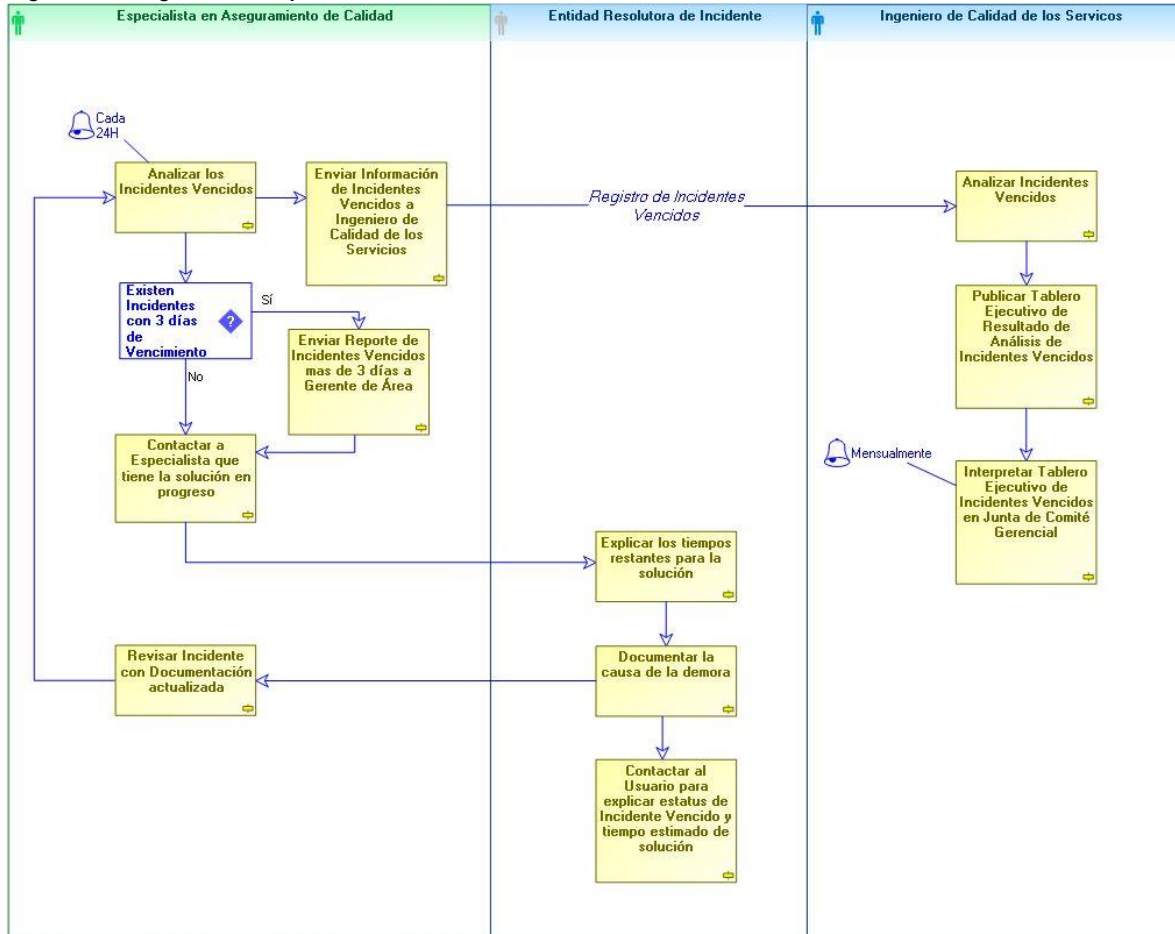 Especialista en Aseguramiento de Calidad
Entidad Resolutora de Incidente
Ingeniero de Calidad de los Servicos
Cada
24H
Analizar los
Incidentes Vencidos
Enviar Información
de Incidentes
Vencidos a
Ingeniero de
Calidad de los
Servicios
Registro de Incidentes
Vencidos
Analizar Incidentes
Vencidos
Existen
Incidentes
con 3 días
de
Vencimiento
?
Sí
No
Enviar Reporte de
Incidentes Vencidos
mas de 3 días a
Gerente de Área
Publicar Tablero
Ejecutivo de
Resultado de
Análisis de
Incidentes Vencidos
Contactar a
Especialista que
tiene la solución en
progreso
Mensualmente
Interpretar Tablero
Ejecutivo de
Incidentes Vencidos
en Junta de Comité
Gerencial
Explicar los tiempos
restantes para la
solución
Revisar Incidente
con Documentación
actualizada
Documentar la
causa de la demora
Contactar al
Usuario para
explicar estatus de
Incidente Vencido y
tiempo estimado de
solución